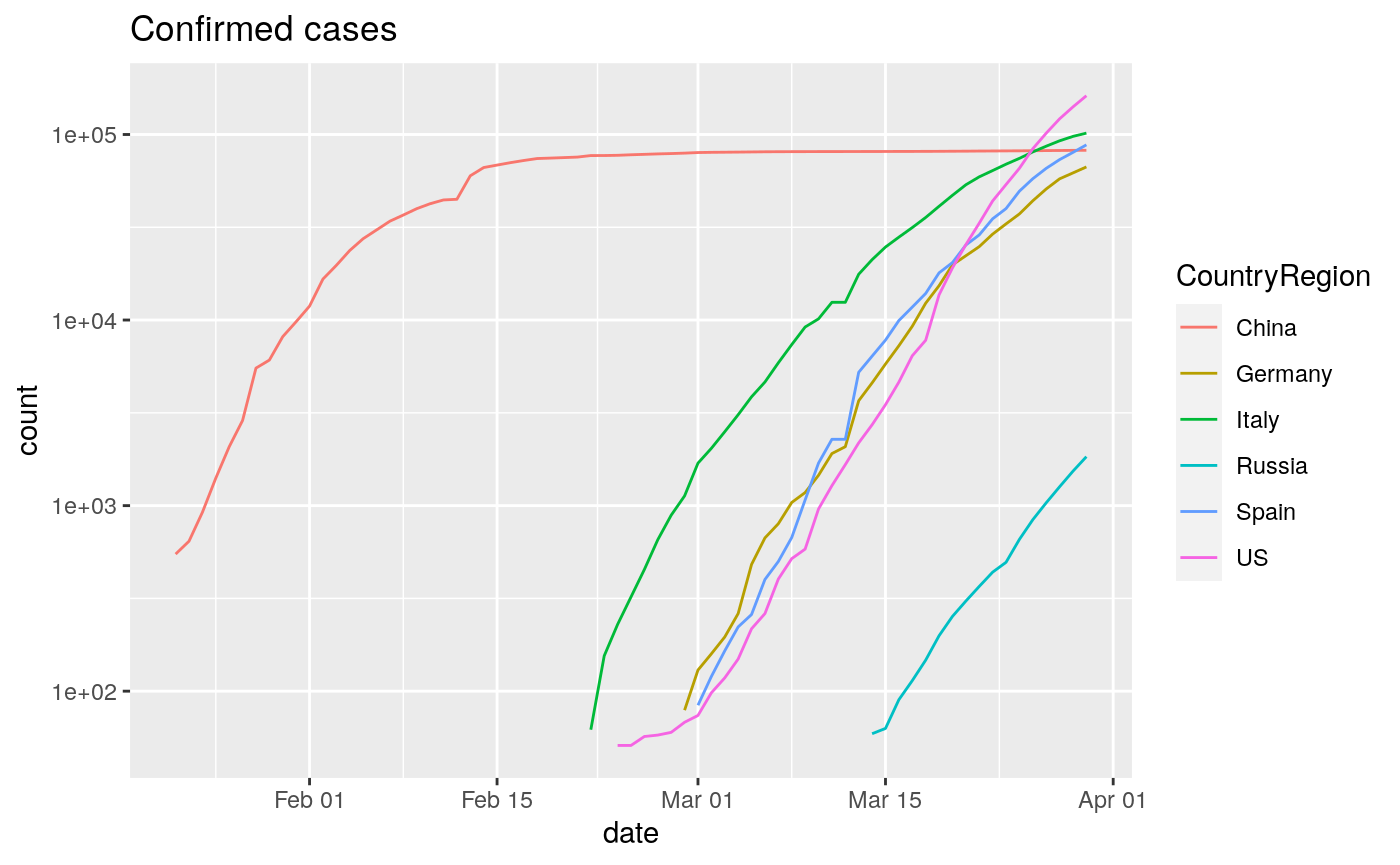 Confirmed cases
1e+05
1e+04
1e+03
1e+02
count
Feb 01
Feb 15
Mar 01
Mar 15
Apr 01
date
CountryRegion
China
Germany
Italy
Russia
Spain
US